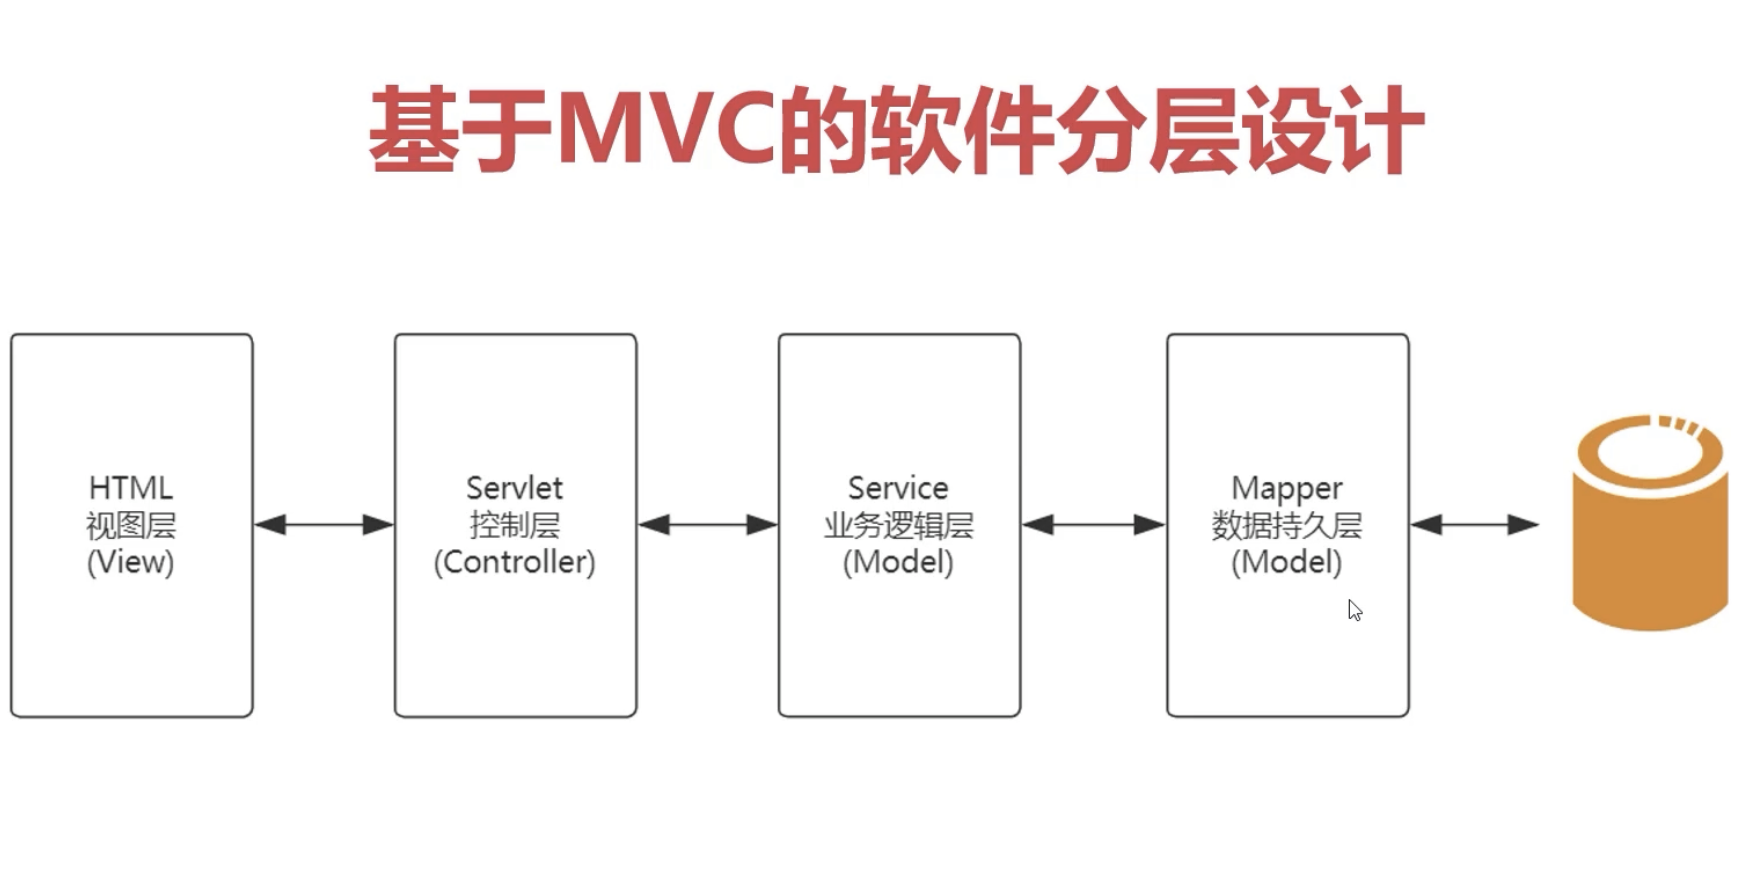 基于MVC的软件分层设计
HTML
视图层
(View)
Servlet
控制层
(Controller)
Service
业务逻辑层
(Model)
Mapper
数据持久层
(Model)